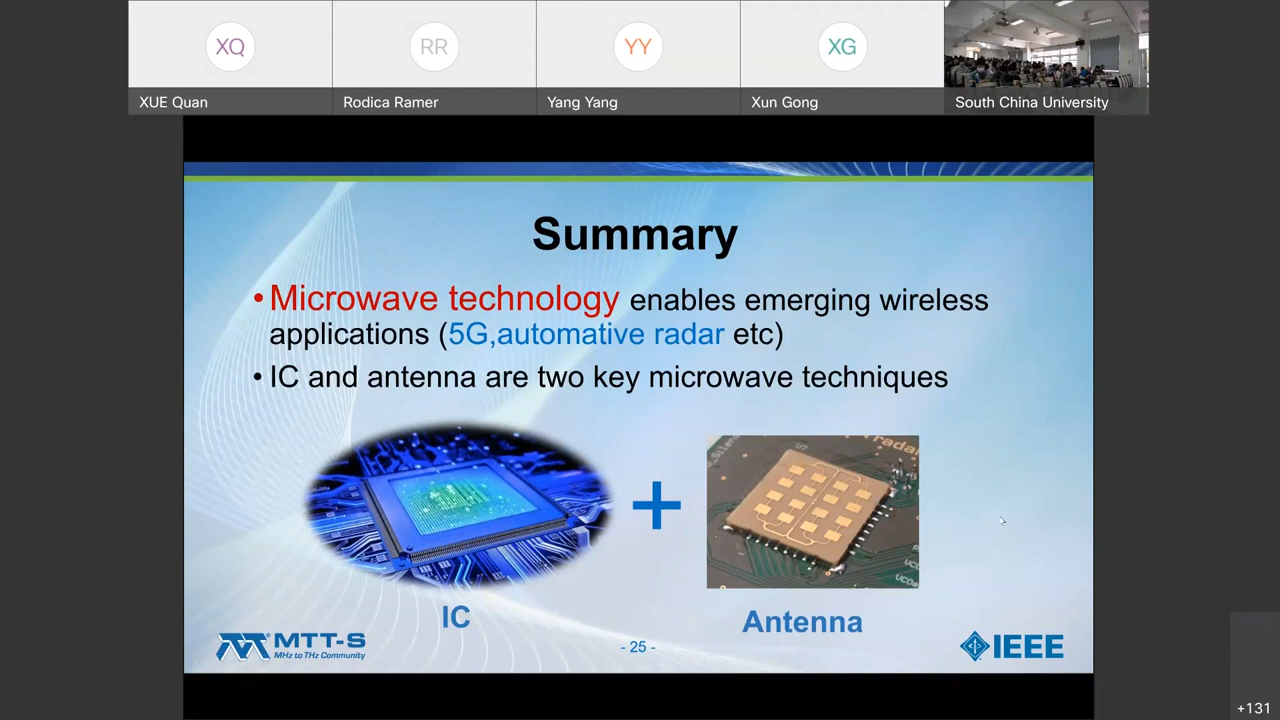 XQ
RR
YY
XG
XUE Quan
Rodica Ramer
Yang Yang
Xun Gong
South China University
Summary
•Microwave technology enables emerging wireless
applications (5G,automative radar etc)
• IC and antenna are two key microwave techniques
+
radar
IC
Antenna
MTT-S
MHz to THz Community
- 25 -
IEEE
+131